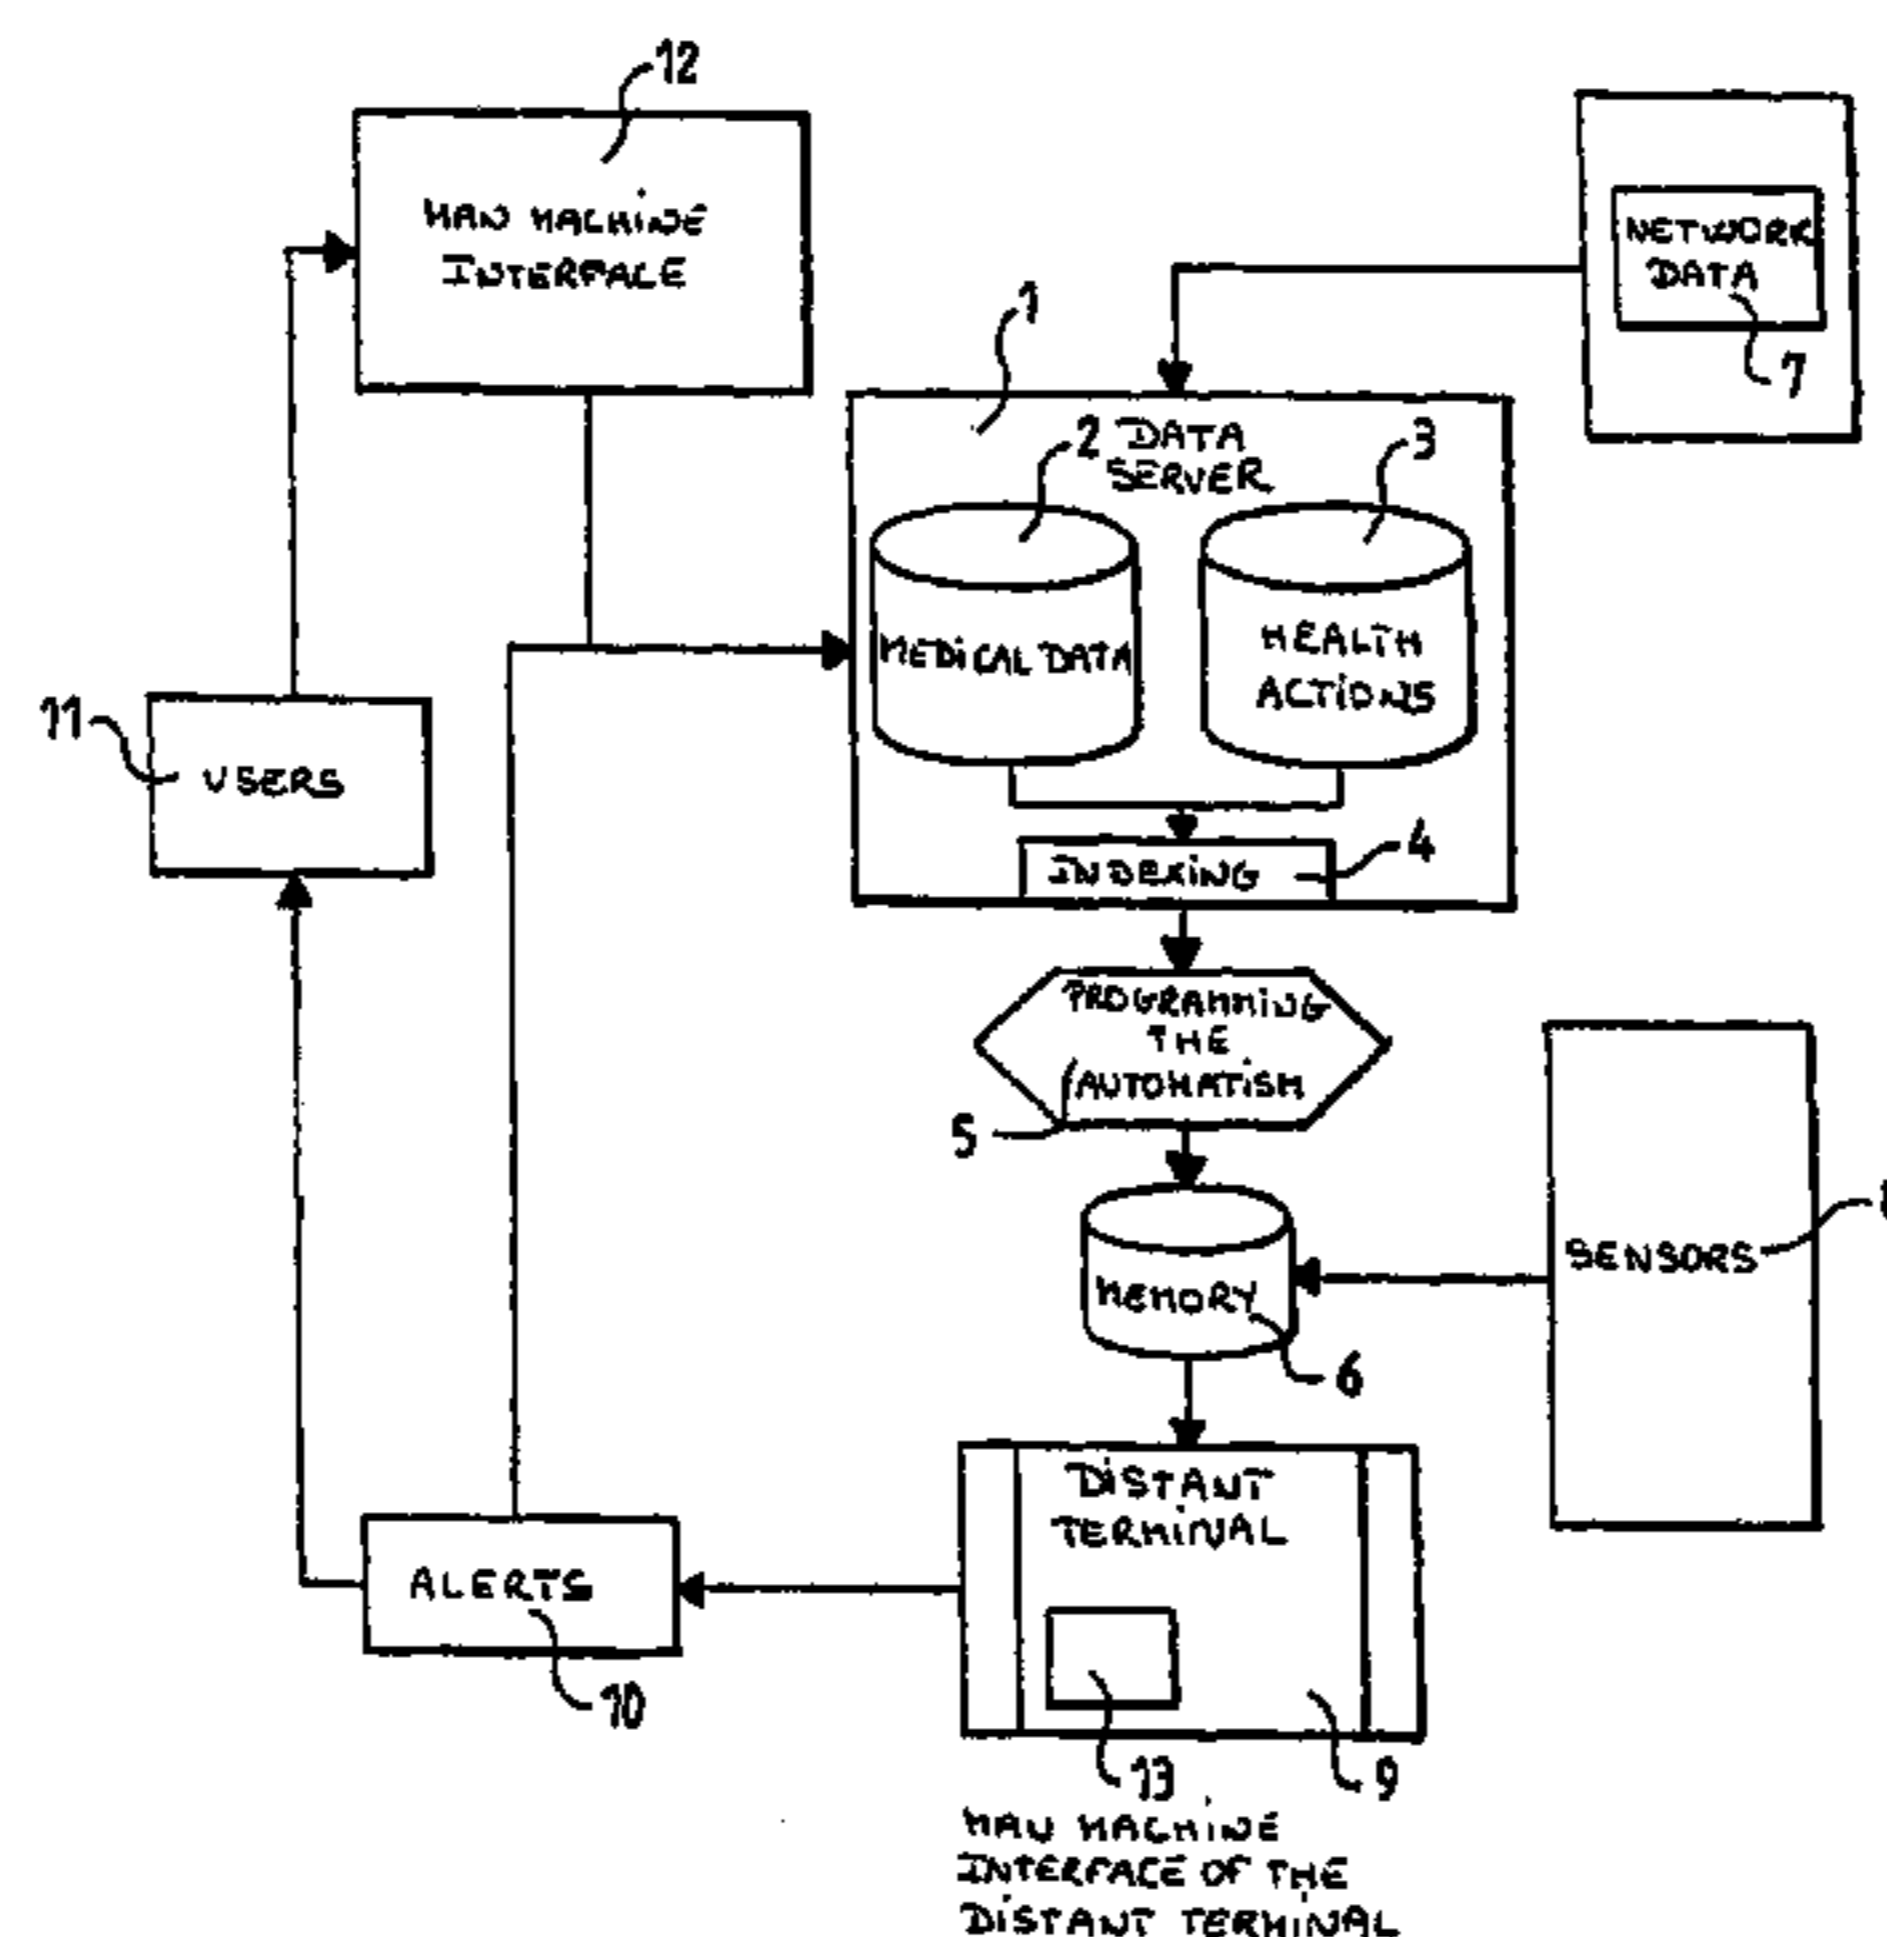 12
MAN MACHINE
INTERFACE
NETWORK
DATA
7
1
2
DATA
SERVER
3
MEDICAL DATA
HEALTH
ACTIONS
11
USERS
4
INDEXING
PROGRAMMING
THE
AUTOMATISM
5
SENSORS
MEMORY
6
DISTANT
TERMINAL
ALERTS
10
13
9
MAN MACHINE
INTERFACE OF THE
DISTANT TERMINAL